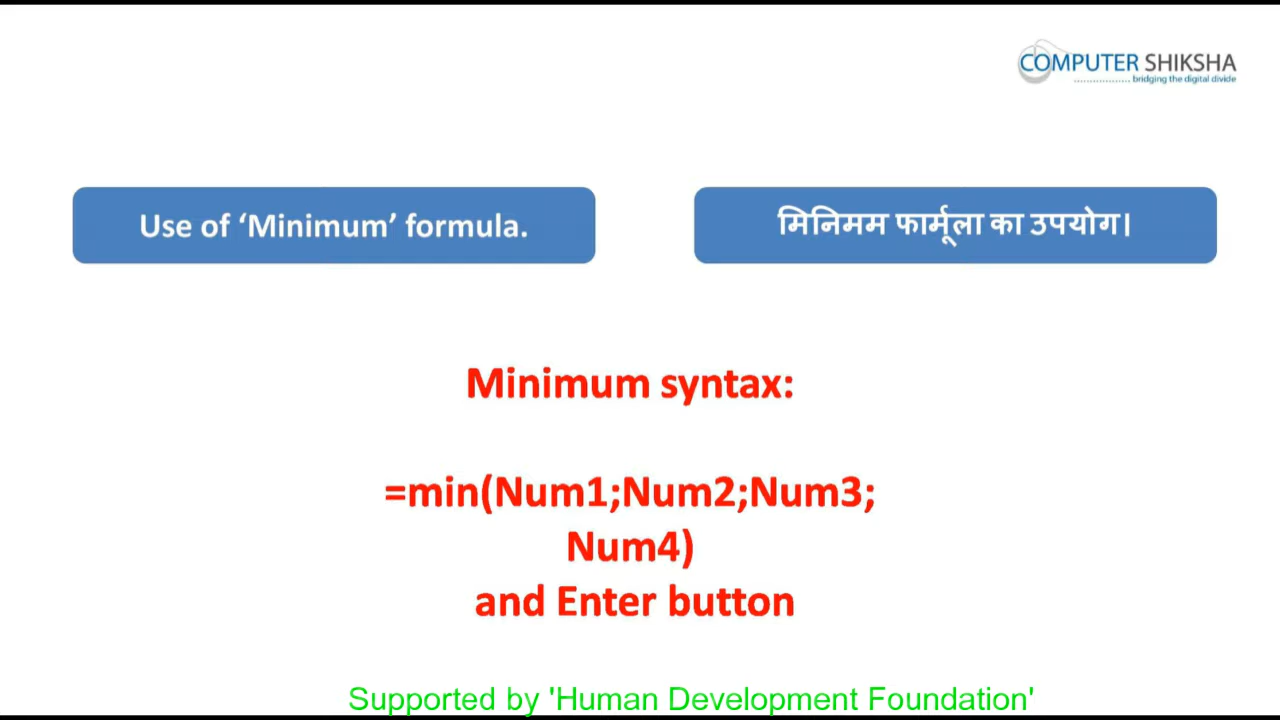 COMPUTER SHIKSHA
bridging the digital divide
Use of ‘Minimum’ formula.
मिनिमम फार्मूला का उपयोग।
Minimum syntax:
=min(Num1;Num2;Num3;
Num4)
and Enter button
Supported by 'Human Development Foundation'